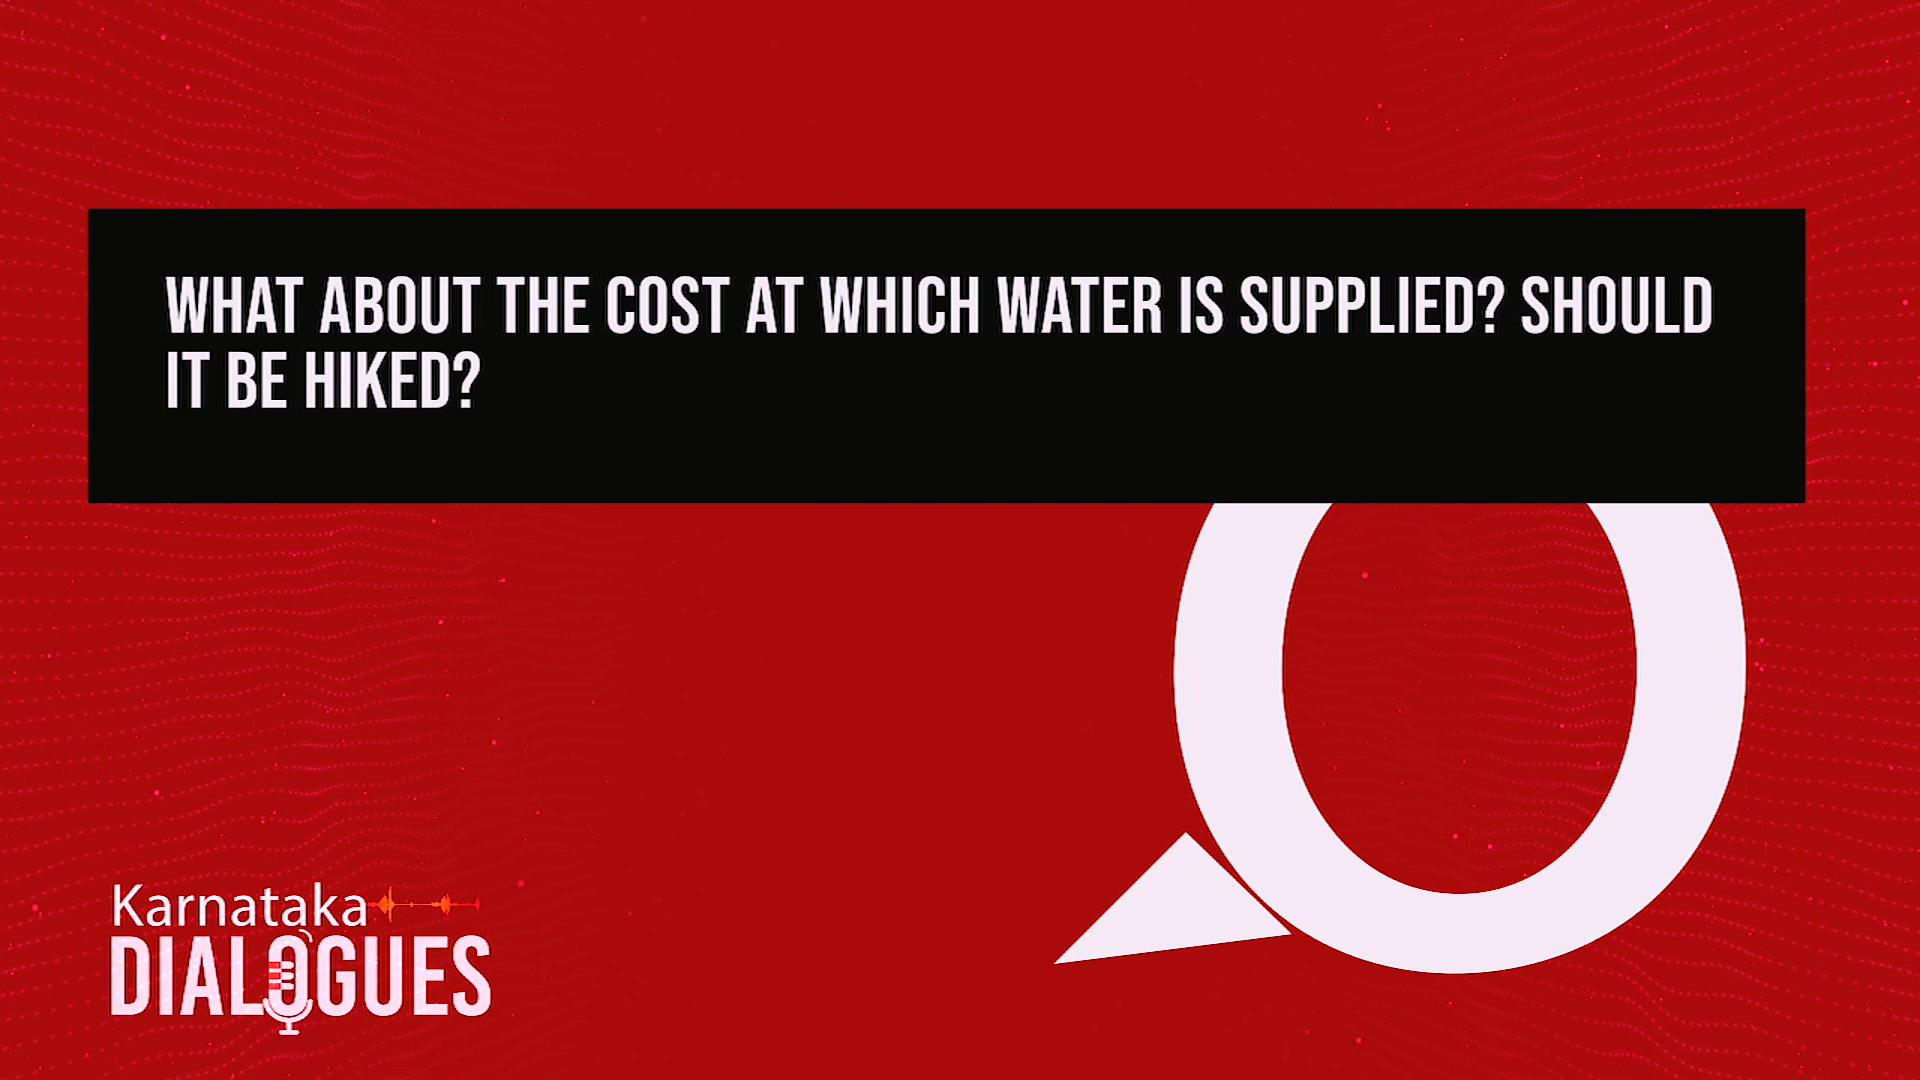 WHAT ABOUT THE COST AT WHICH WATER IS SUPPLIED? SHOULD
IT BE HIKED?
Karnataka
DIALOGUES